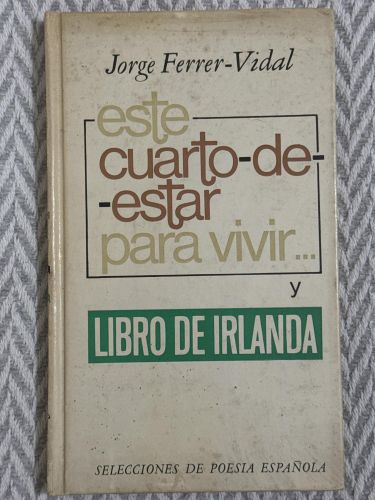 Jorge Ferrer-Vidal
este
cuarto-de-
-estar
para vivir...
y
LIBRO DE IRLANDA
SELECCIONES DE POESIA ESPAÑOLA